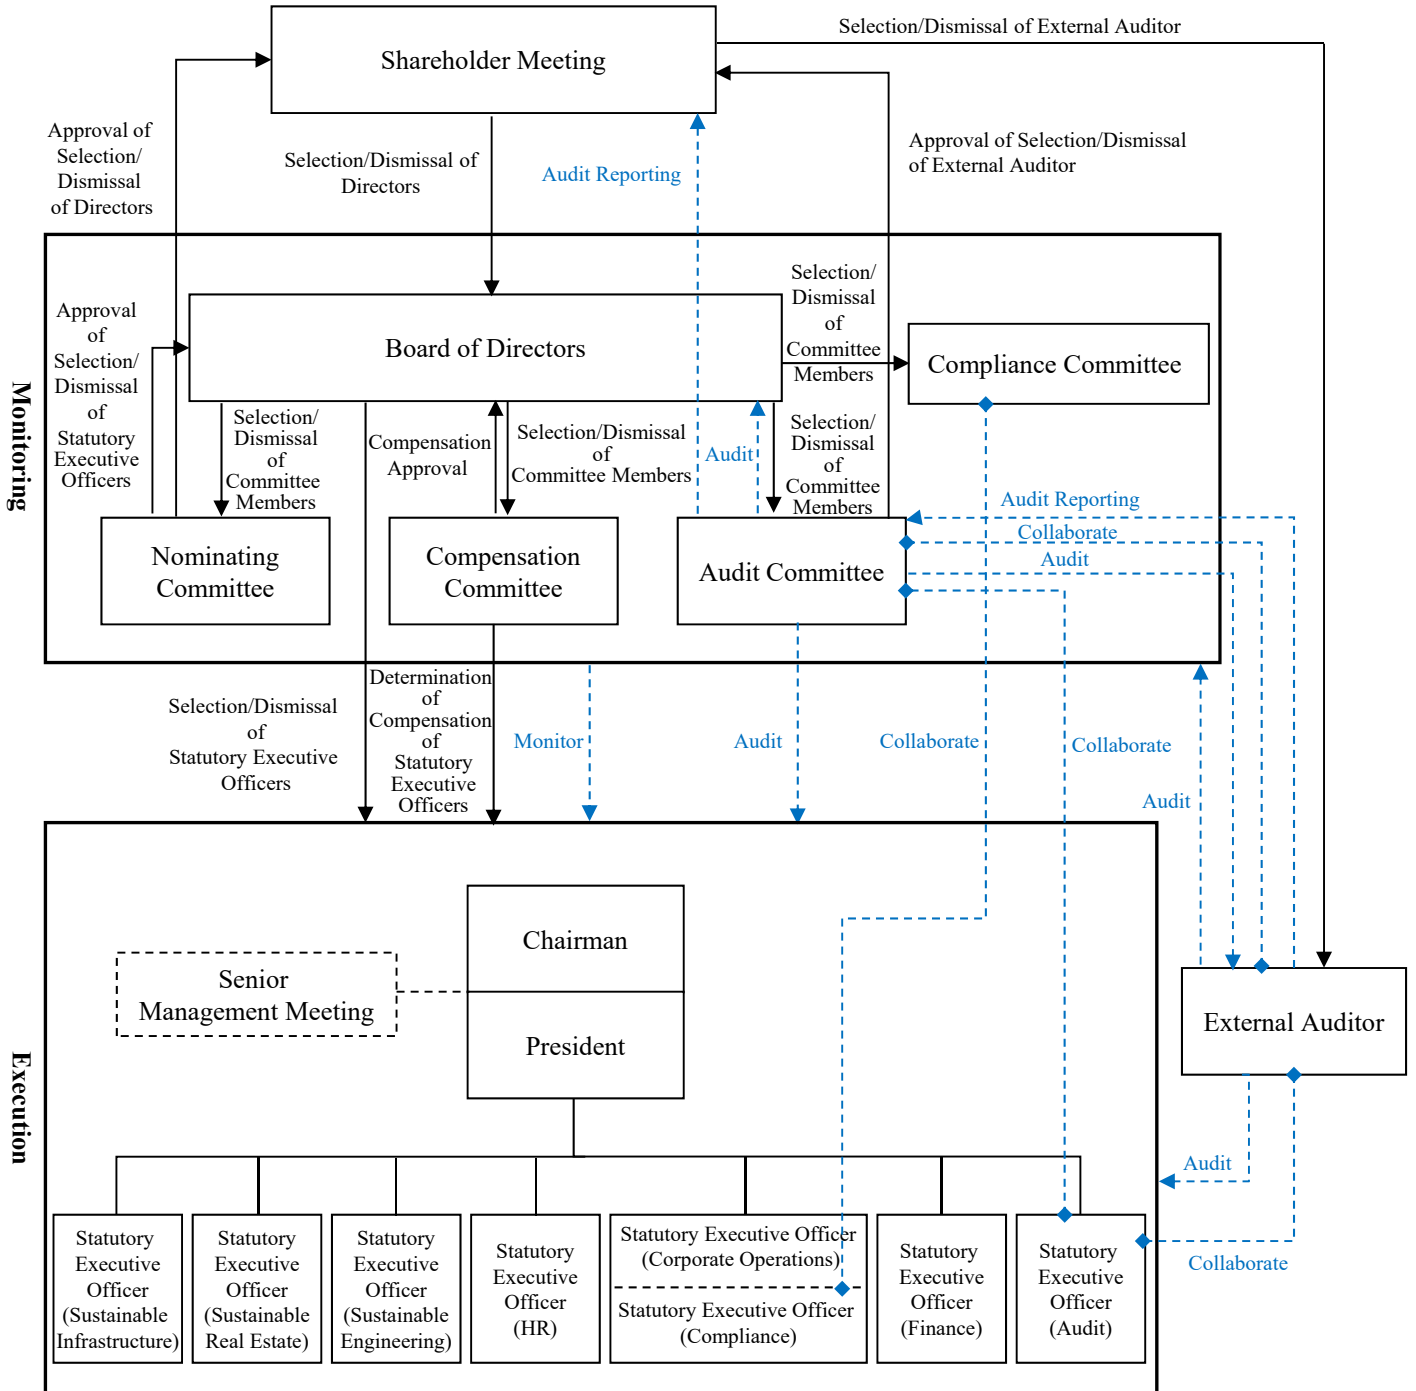 Selection/Dismissal of External Auditor
Shareholder Meeting
Approval of
Selection/
Dismissal
of Directors
Selection/Dismissal of
Directors
Audit Reporting
Approval of Selection/Dismissal
of External Auditor
Monitoring
Approval
of
Selection/
Dismissal
of
Statutory
Executive
Officers
Board of Directors
Selection/
Dismissal
of
Committee
Members
Compliance Committee
Selection/
Dismissal
of
Committee
Members
Compensation
Approval
Selection/Dismissal
of
Committee Members
Audit
Selection/
Dismissal
of
Committee
Members
Nominating
Committee
Compensation
Committee
Audit Committee
Audit Reporting
Collaborate
Audit
Selection/Dismissal
of
Statutory Executive
Officers
Determination
of
Compensation
of
Statutory
Executive
Officers
Monitor
Audit
Collaborate
Collaborate
Audit
Execution
Chairman
Senior
Management Meeting
President
External Auditor
Audit
Collaborate
Statutory
Executive
Officer
(Sustainable
Infrastructure)
Statutory
Executive
Officer
(Sustainable
Real Estate)
Statutory
Executive
Officer
(Sustainable
Engineering)
Statutory
Executive
Officer
(HR)
Statutory Executive Officer
(Corporate Operations)
Statutory Executive Officer
(Compliance)
Statutory
Executive
Officer
(Finance)
Statutory
Executive
Officer
(Audit)